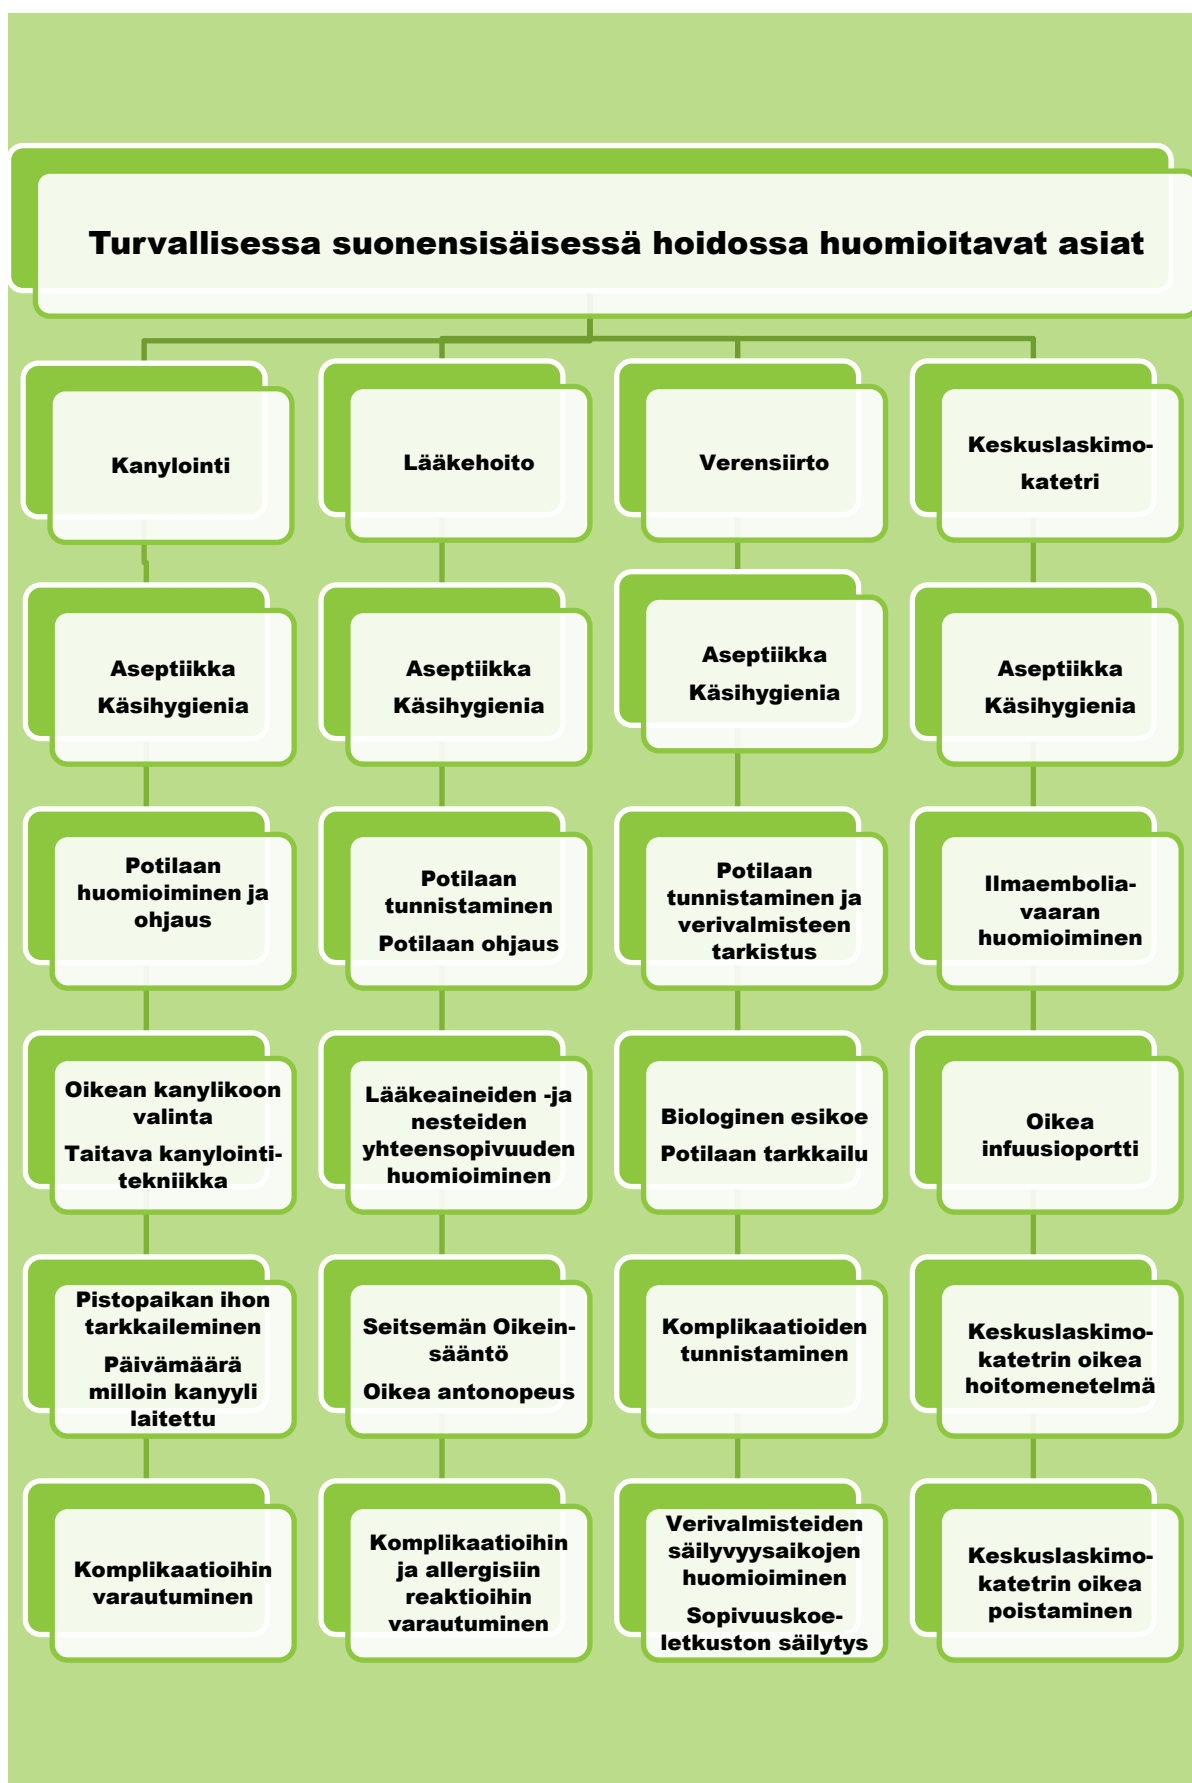 Turvallisessa suonensisäisessä hoidossa huomioitavat asiat
Kanylointi
Aseptiikka
Käsihygienia
Potilaan
huomioiminen ja
ohjaus
Oikean kanylikoon
valinta
Taitava kanylointi-
tekniikka
Pistopaikan ihon
tarkkaileminen
Päivämäärä
milloin kanyyli
laitettu
Komplikaatioihin
varautuminen
Lääkehoito
Aseptiikka
Käsihygienia
Potilaan
tunnistaminen
Potilaan ohjaus
Lääkeaineiden -ja
nesteiden
yhteensopivuuden
huomioiminen
Seitsemän Oikein-
sääntö
Oikea antonopeus
Komplikaatioihin
ja allergisiin
reaktioihin
varautuminen
Verensiirto
Aseptiikka
Käsihygienia
Potilaan
tunnistaminen ja
verivalmisteen
tarkistus
Biologinen esikoe
Potilaan tarkkailu
Komplikaatioiden
tunnistaminen
Verivalmisteiden
säilyvyysaikojen
huomioiminen
Sopivuuskoe-
letkuston säilytys
Keskuslaskimo-
katetri
Aseptiikka
Käsihygienia
Ilmaembolia-
vaaran
huomioiminen
Oikea
infuusioportti
Keskuslaskimo-
katetrin oikea
hoitomenetelmä
Keskuslaskimo-
katetrin oikea
poistaminen